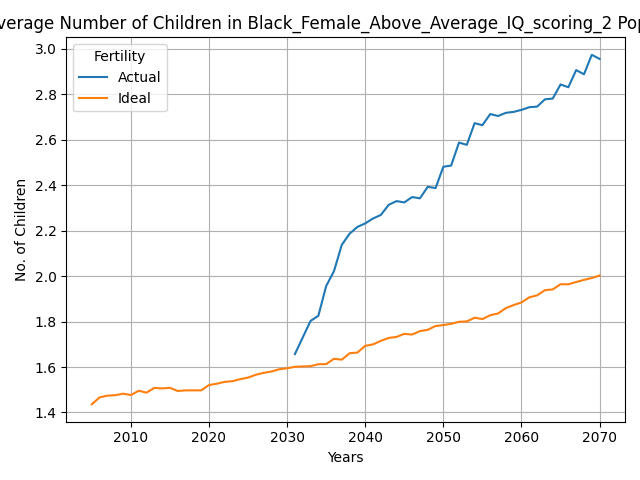 verage Number of Children in Black_Female_Above_Average_IQ_scoring_2 Pop
Fertility
Actual
Ideal
No. of Children
3.0
2.8
2.6
2.4
2.2
2.0
1.8
1.6
1.4
2010 2020 2030 2040 2050 2060 2070
Years